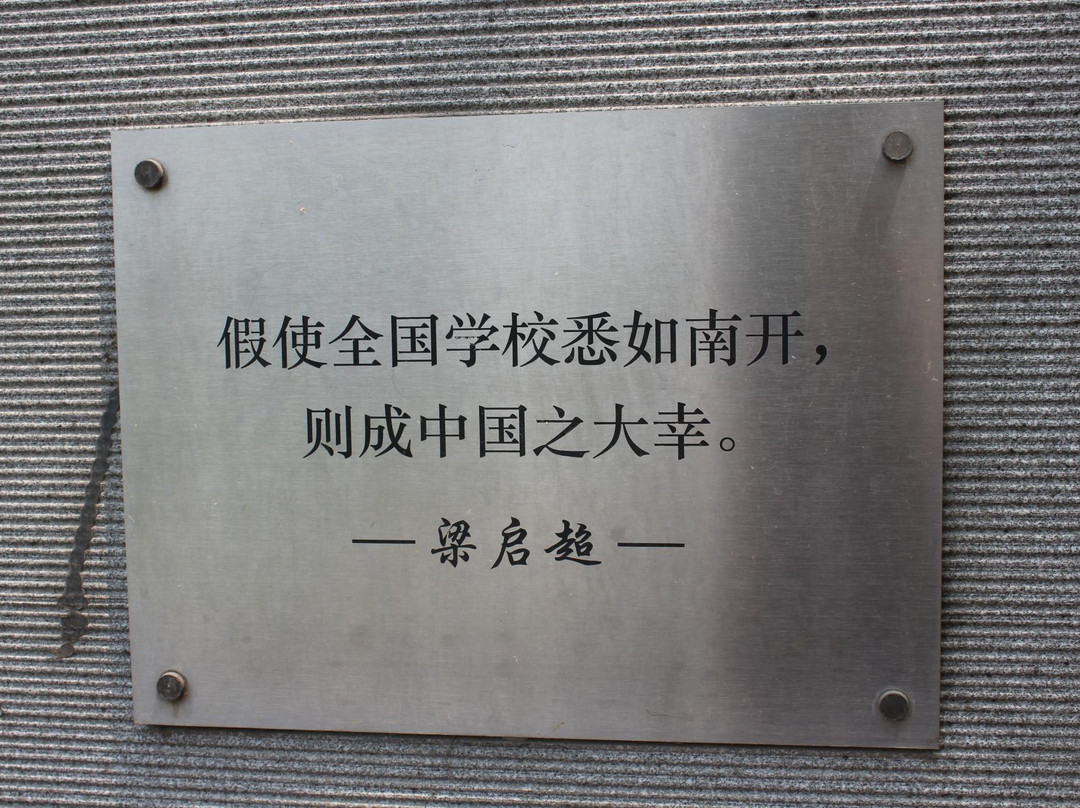 假使全国学校悉如南开，
则成中国之大幸。
—梁启超—